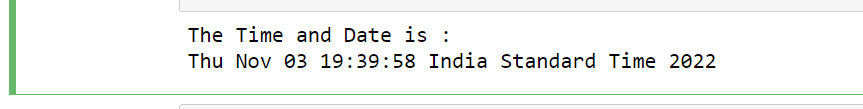 The Time and Date is :
Thu Nov 03 19:39:58 India Standard Time 2022